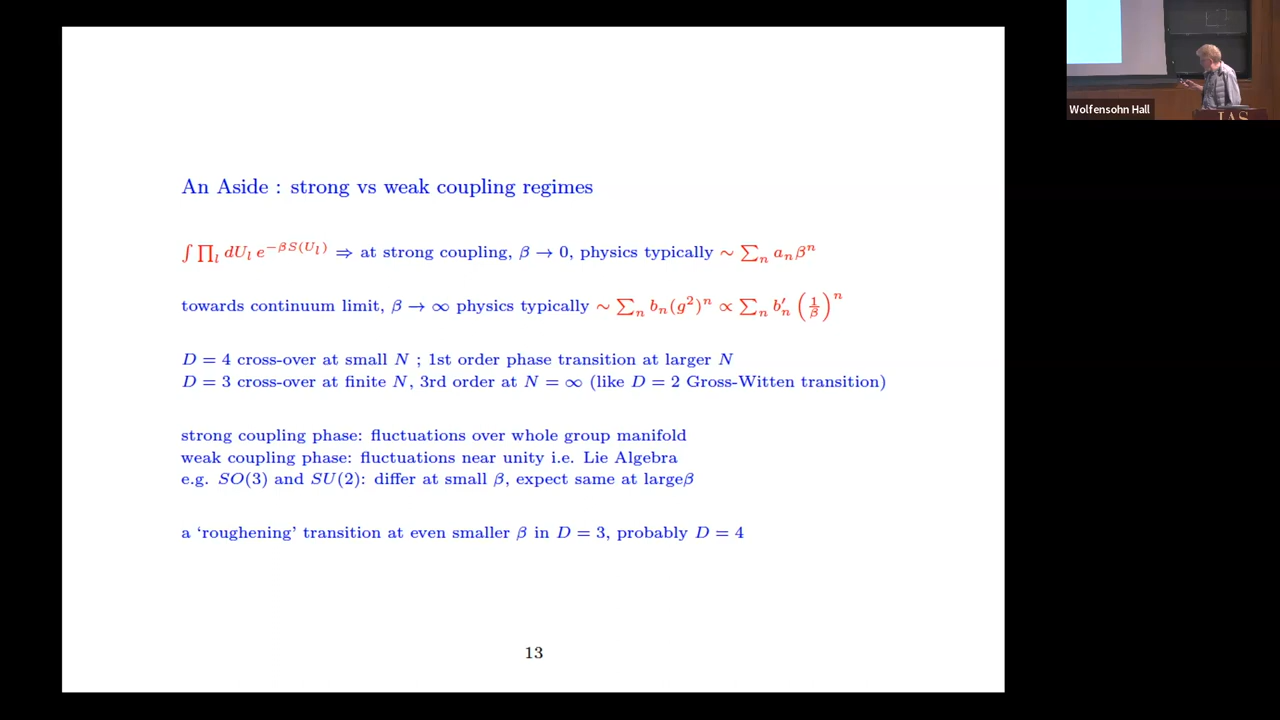 An Aside : strong vs weak coupling regimes
∫ ∏_l dU_l e^{−βS(U_l)} ⇒ at strong coupling, β → 0, physics typically ∼ ∑_n a_n β^n
towards continuum limit, β → ∞ physics typically ∼ ∑_n b_n(g²)^n ∝ ∑_n b′_n (1/β)^n
D = 4 cross-over at small N ; 1st order phase transition at larger N
D = 3 cross-over at finite N, 3rd order at N = ∞ (like D = 2 Gross-Witten transition)
strong coupling phase: fluctuations over whole group manifold
weak coupling phase: fluctuations near unity i.e. Lie Algebra
e.g. SO(3) and SU(2): differ at small β, expect same at largeβ
a ‘roughening’ transition at even smaller β in D = 3, probably D = 4
13
Wolfensohn Hall
IAS